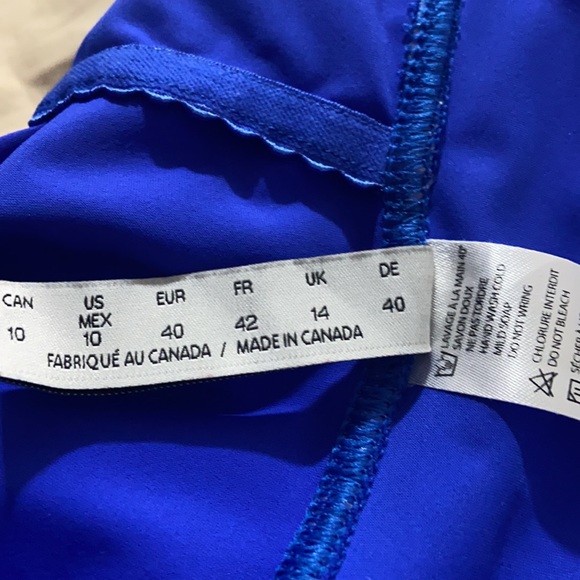 CAN US MEX EUR FR UK DE
10 10 40 42 14 40
FABRIQUÉ AU CANADA / MADE IN CANADA
LAVAGE À LA MAIN 40°
SAVON DOUX
NE PAS TORDRE
HAND WASH COLD
MILD SOAP
DO NOT WRING
CHLORURE INTERDIT
DO NOT BLEACH